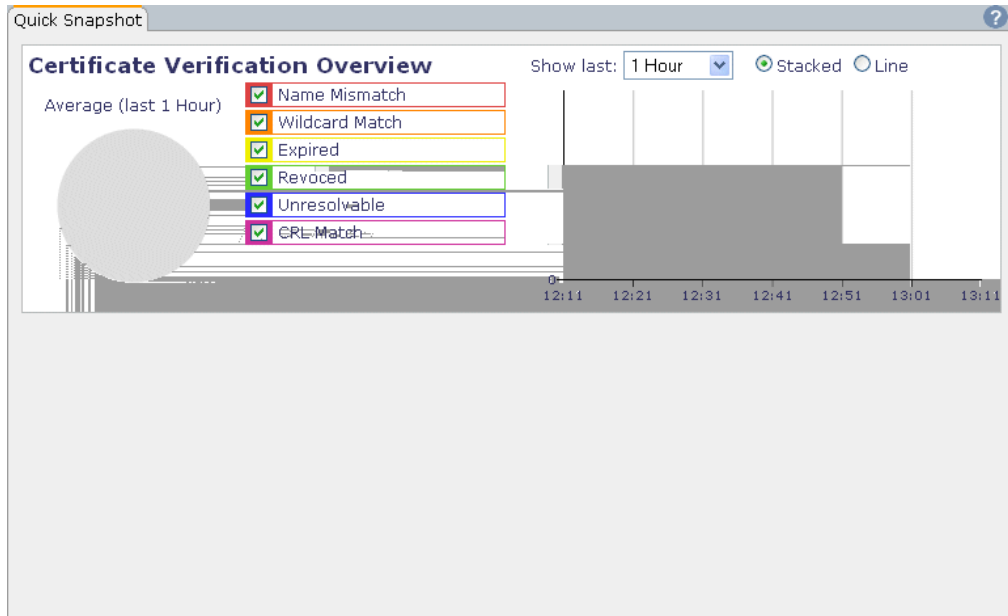 Quick Snapshot
?
Certificate Verification Overview
Show last: 1 Hour Stacked Line
Average (last 1 Hour)
Name Mismatch
Wildcard Match
Expired
Revoced
Unresolvable
CRL Match
0
12:11 12:21 12:31 12:41 12:51 13:01 13:11